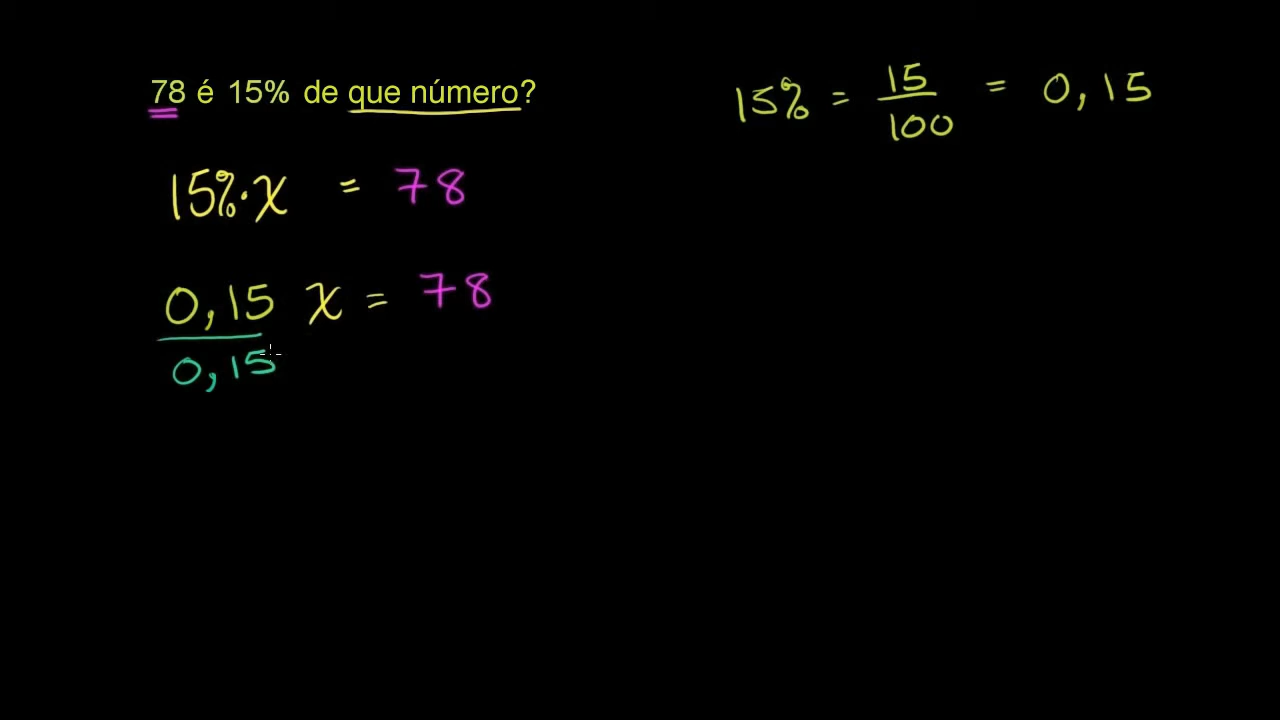 78 é 15% de que número?
15% = 15/100 = 0,15
15%·x = 78
0,15 x = 78
0,15